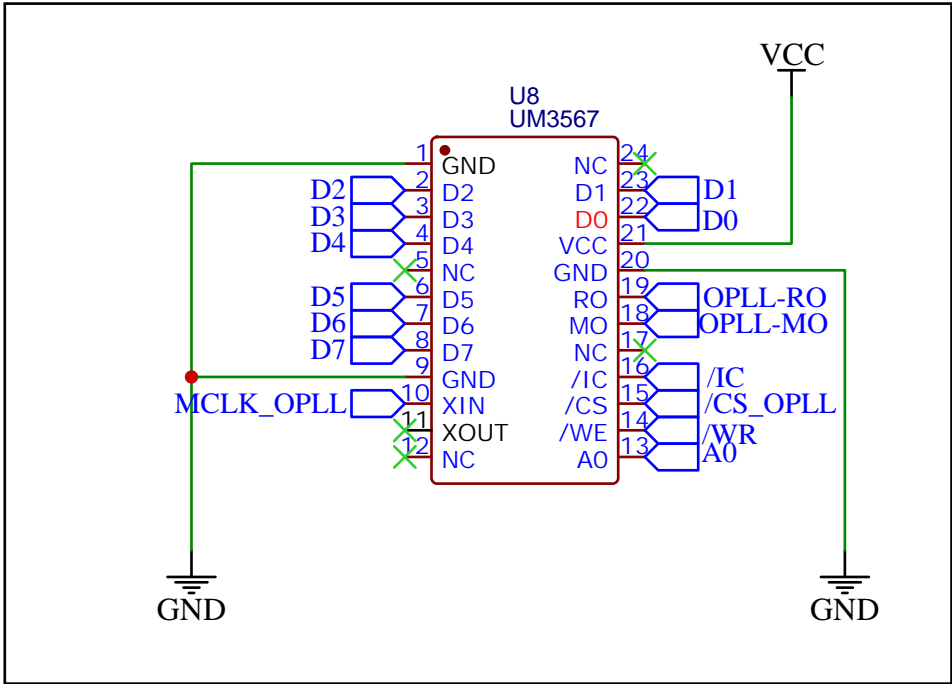 VCC
U8
UM3567
1 GND NC 24
D2 2 D2 D1 23 D1
D3 3 D3 D0 22 D0
D4 4 D4 VCC 21
5 NC GND 20
D5 6 D5 RO 19 OPLL-RO
D6 7 D6 MO 18 OPLL-MO
D7 8 D7 NC 17
9 GND /IC 16 /IC
MCLK_OPLL 10 XIN /CS 15 /CS_OPLL
11 XOUT /WE 14 /WR
12 NC A0 13 A0
GND GND